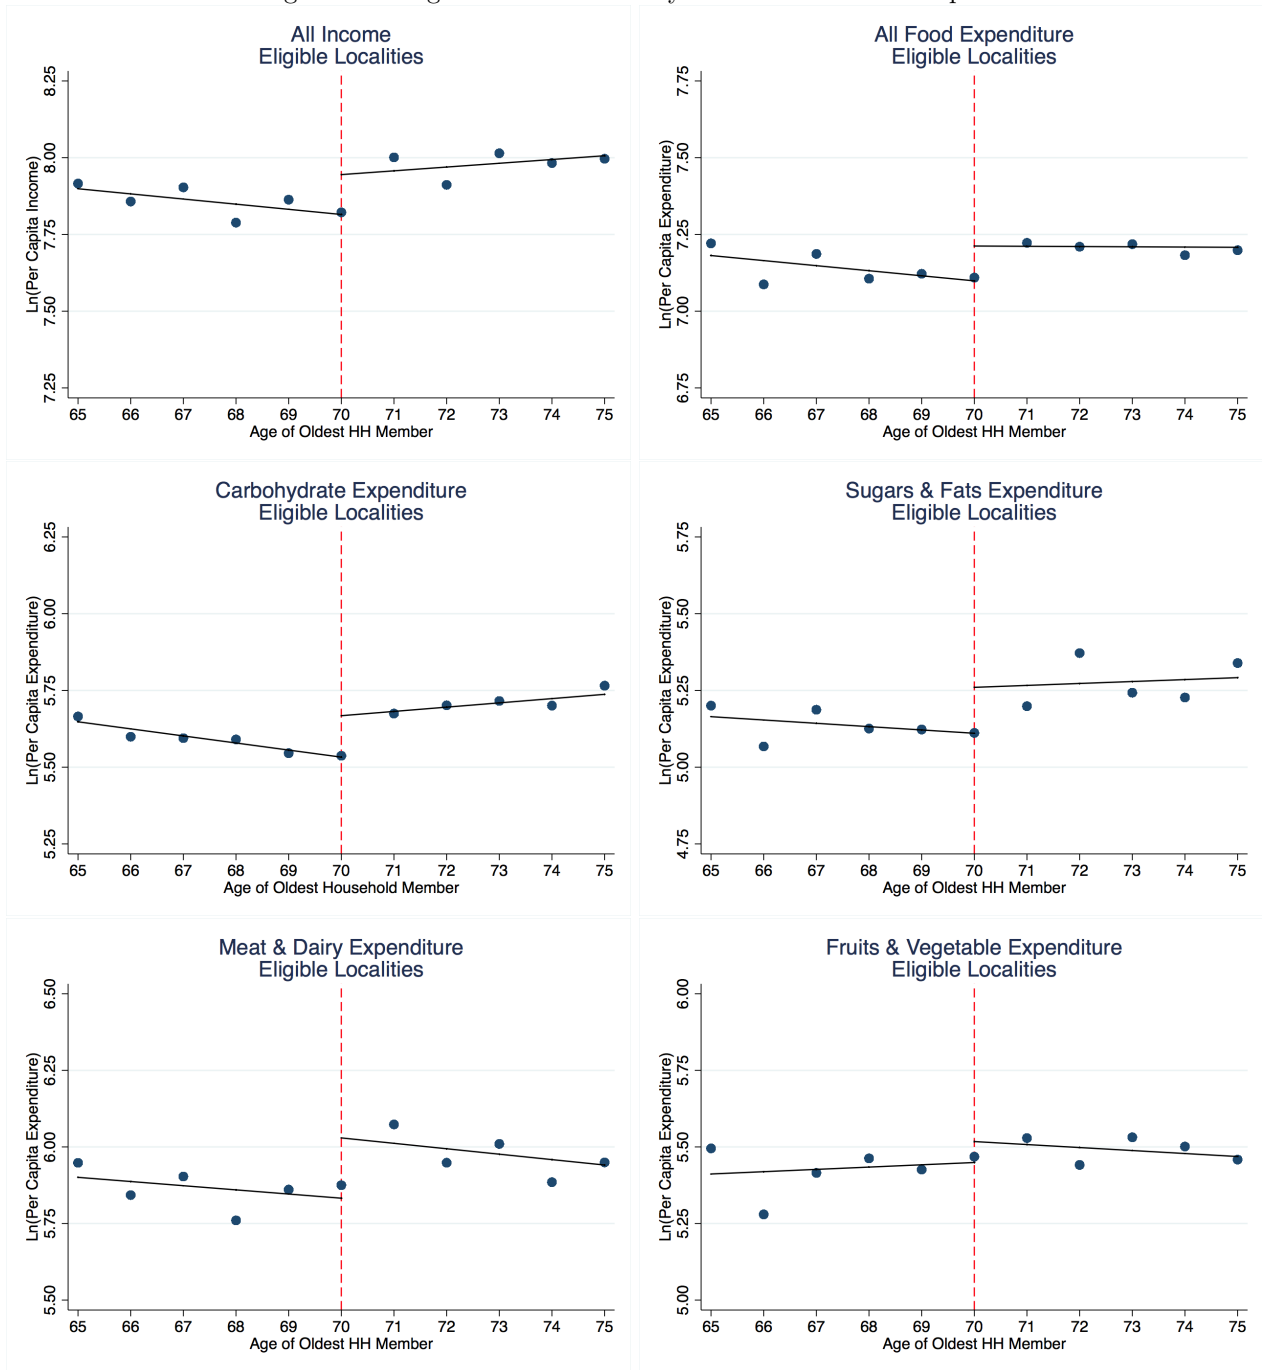 All Income
Eligible Localities
Ln(Per Capita Income)
8.25
8.00
7.75
7.50
7.25
65 66 67 68 69 70 71 72 73 74 75
Age of Oldest HH Member
All Food Expenditure
Eligible Localities
Ln(Per Capita Expenditure)
7.75
7.50
7.25
7.00
6.75
65 66 67 68 69 70 71 72 73 74 75
Age of Oldest HH Member
Carbohydrate Expenditure
Eligible Localities
Ln(Per Capita Expenditure)
6.25
6.00
5.75
5.50
5.25
65 66 67 68 69 70 71 72 73 74 75
Age of Oldest Household Member
Sugars & Fats Expenditure
Eligible Localities
Ln(Per Capita Expenditure)
5.75
5.50
5.25
5.00
4.75
65 66 67 68 69 70 71 72 73 74 75
Age of Oldest HH Member
Meat & Dairy Expenditure
Eligible Localities
Ln(Per Capita Expenditure)
6.50
6.25
6.00
5.75
5.50
65 66 67 68 69 70 71 72 73 74 75
Age of Oldest HH Member
Fruits & Vegetable Expenditure
Eligible Localities
Ln(Per Capita Expenditure)
6.00
5.75
5.50
5.25
5.00
65 66 67 68 69 70 71 72 73 74 75
Age of Oldest HH Member